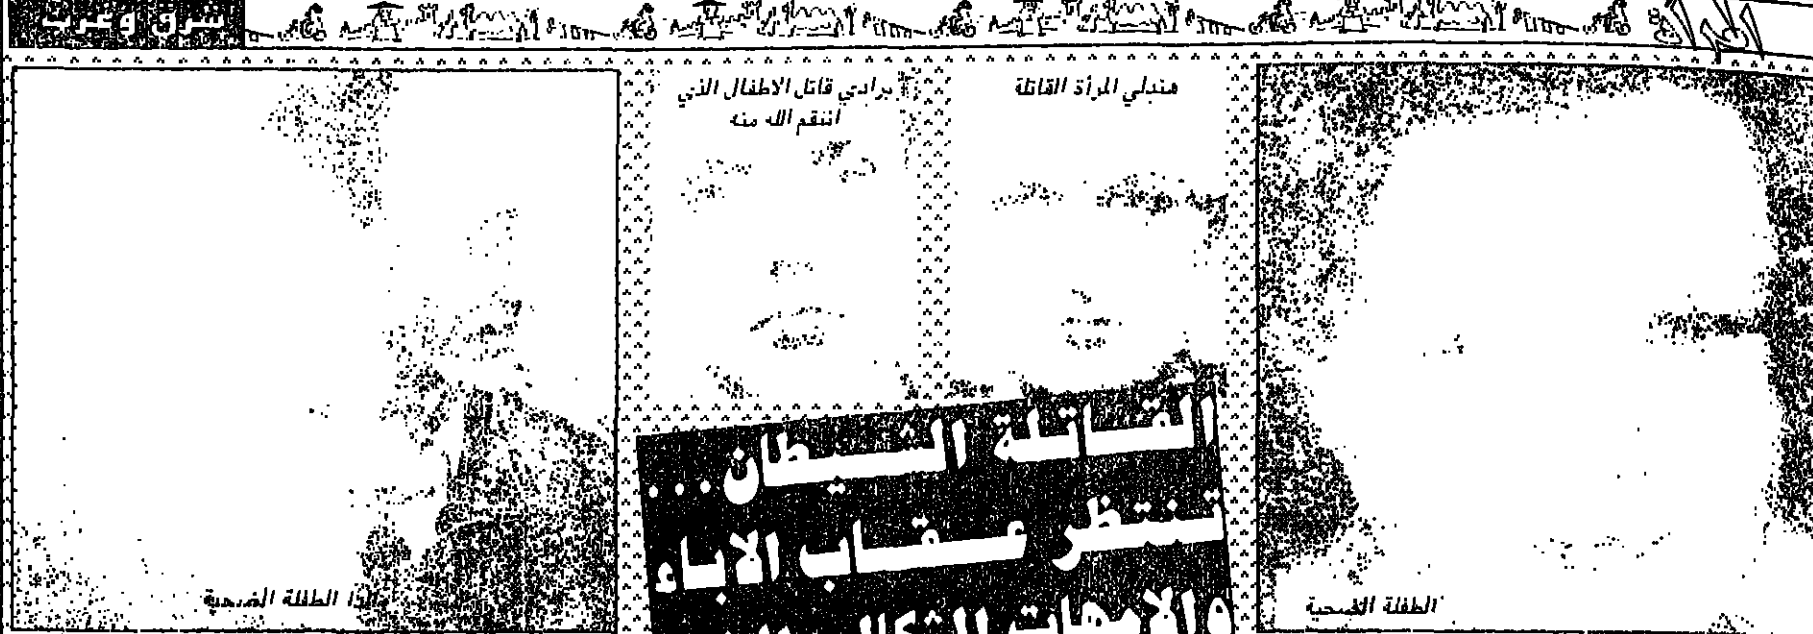 شرق وغرب
هندلي المرأة القاتلة
برادي قاتل الاطفال الذي
انتقم الله منه
القاتلة الشيطان...
تنتظر عقاب الاباء
والامهات
الطفلة الضحية
الطفلة الضحية